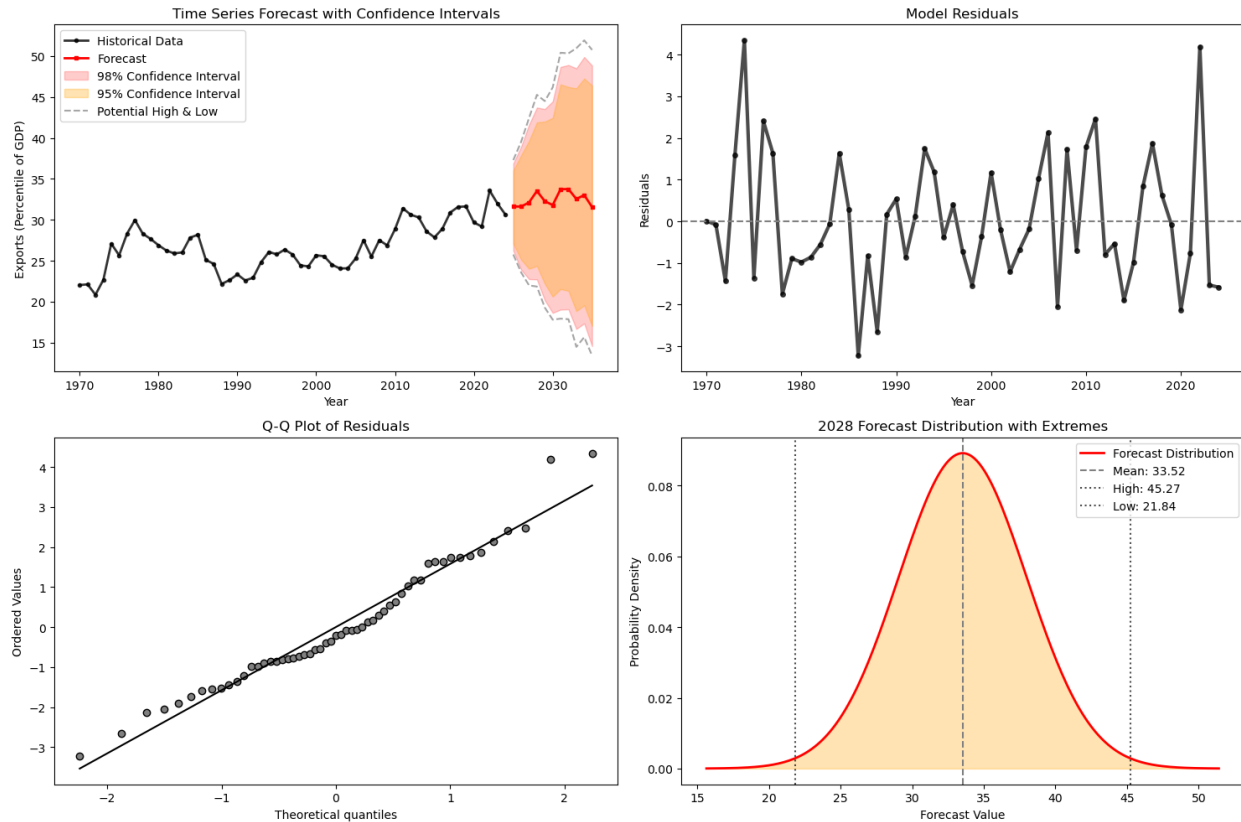 Time Series Forecast with Confidence Intervals
Historical Data
Forecast
98% Confidence Interval
95% Confidence Interval
Potential High & Low
Exports (Percentile of GDP)
50
45
40
35
30
25
20
15
1970
1980
1990
2000
2010
2020
2030
Year
Model Residuals
Residuals
4
3
2
1
0
−1
−2
−3
1970
1980
1990
2000
2010
2020
Year
Q-Q Plot of Residuals
Ordered Values
4
3
2
1
0
−1
−2
−3
−2
−1
0
1
2
Theoretical quantiles
2028 Forecast Distribution with Extremes
Forecast Distribution
Mean: 33.52
High: 45.27
Low: 21.84
Probability Density
0.08
0.06
0.04
0.02
0.00
15
20
25
30
35
40
45
50
Forecast Value